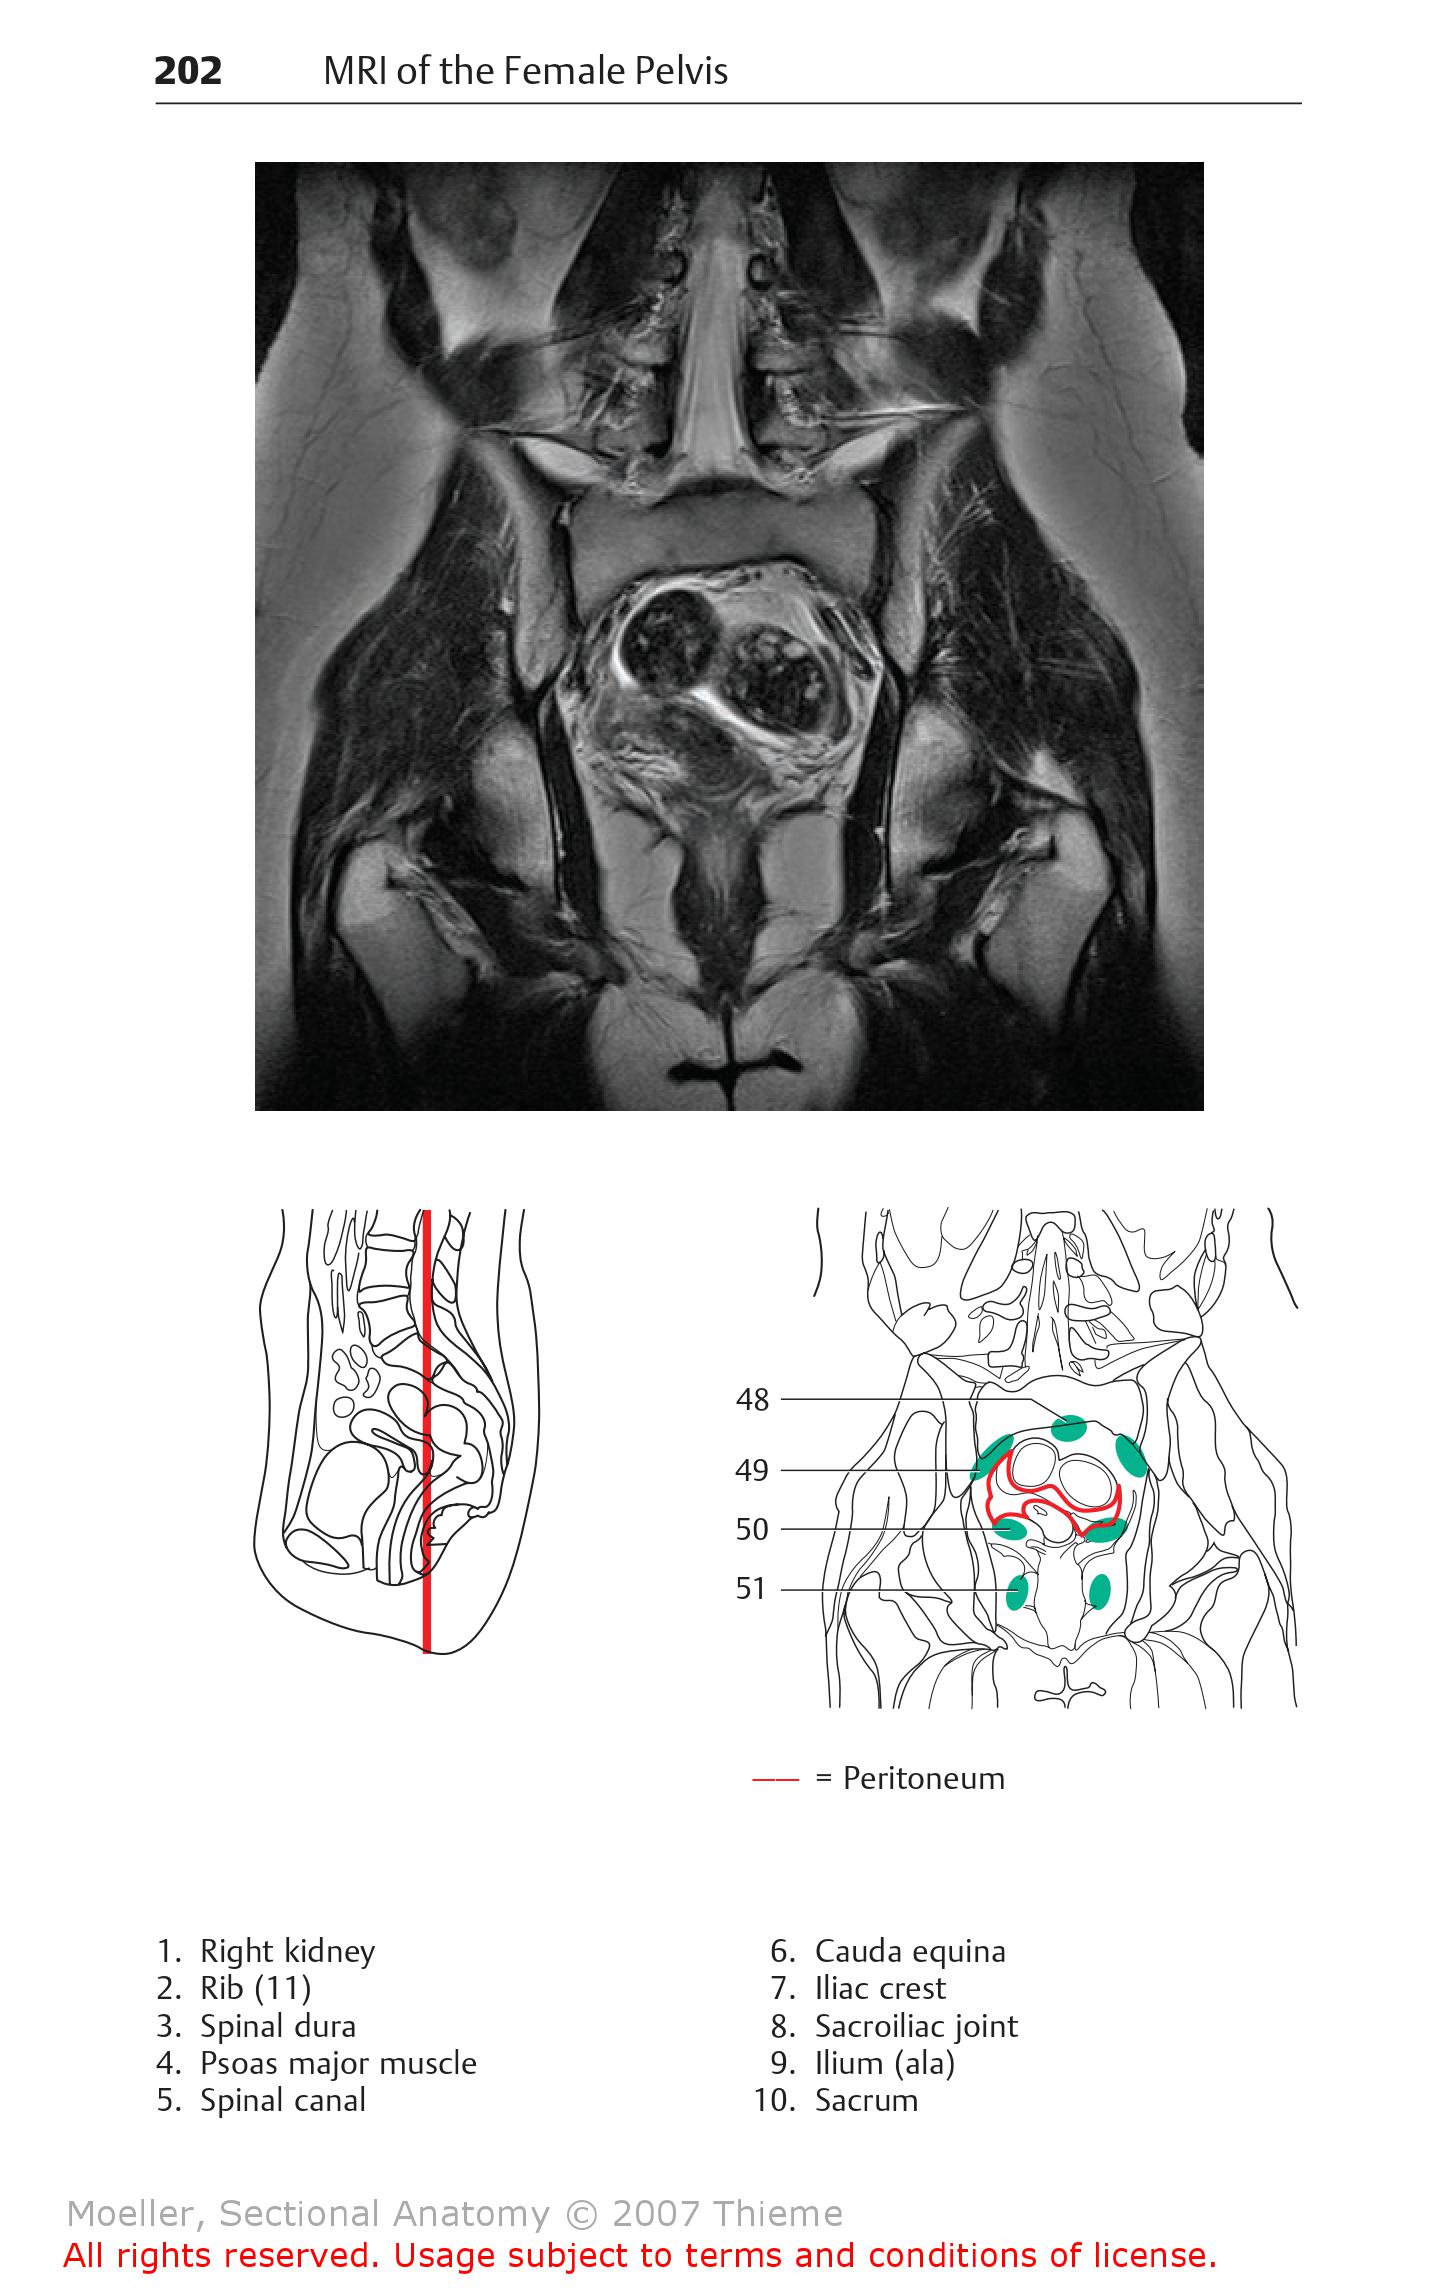 202 MRI of the Female Pelvis
48
49
50
51
= Peritoneum
1. Right kidney
2. Rib (11)
3. Spinal dura
4. Psoas major muscle
5. Spinal canal
6. Cauda equina
7. Iliac crest
8. Sacroiliac joint
9. Ilium (ala)
10. Sacrum
Moeller, Sectional Anatomy © 2007 Thieme
All rights reserved. Usage subject to terms and conditions of license.